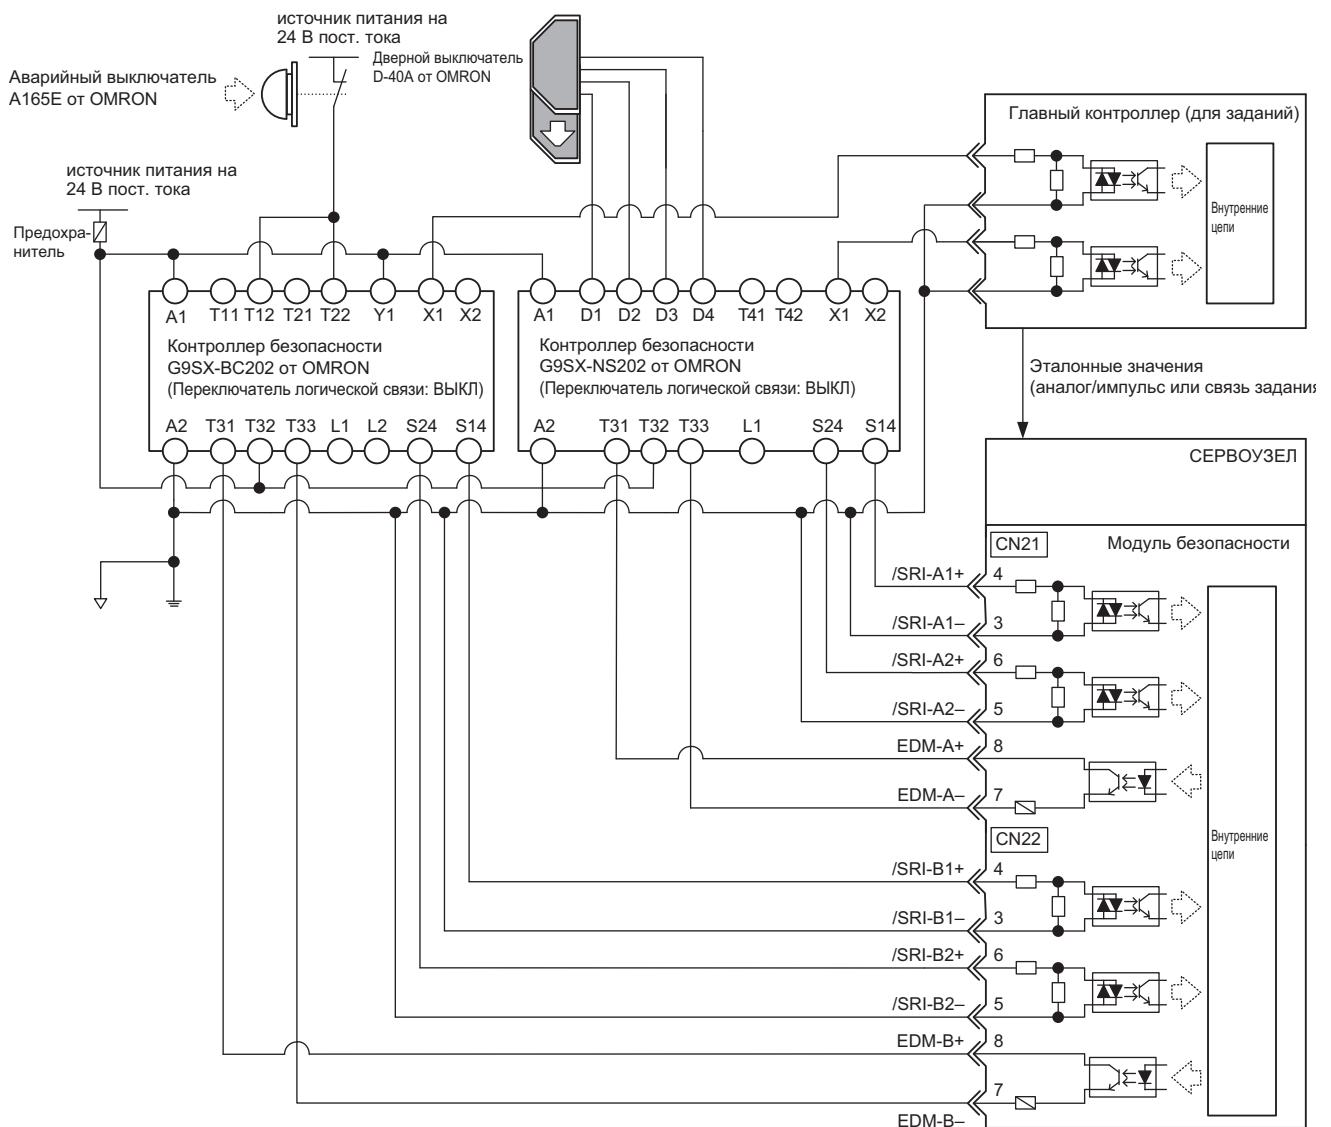 источник питания на
24 В пост. тока
Дверной выключатель
D-40A от OMRON
Аварийный выключатель
A165E от OMRON
Главный контроллер (для заданий)
источник питания на
24 В пост. тока
Внутренние
цепи
Предохра-
нитель
A1 T11 T12 T21 T22 Y1 X1 X2
A1 D1 D2 D3 D4 T41 T42 X1 X2
Контроллер безопасности
G9SX-BC202 от OMRON
(Переключатель логической связи: ВЫКЛ)
Контроллер безопасности
G9SX-NS202 от OMRON
(Переключатель логической связи: ВЫКЛ)
Эталонные значения
(аналог/импульс или связь задания
A2 T31 T32 T33 L1 L2 S24 S14
A2 T31 T32 T33 L1 S24 S14
СЕРВОУЗЕЛ
CN21
Модуль безопасности
/SRI-A1+ 4
/SRI-A1– 3
/SRI-A2+ 6
/SRI-A2– 5
EDM-A+ 8
EDM-A– 7
CN22
Внутренние
цепи
/SRI-B1+ 4
/SRI-B1– 3
/SRI-B2+ 6
/SRI-B2– 5
EDM-B+ 8
7
EDM-B–